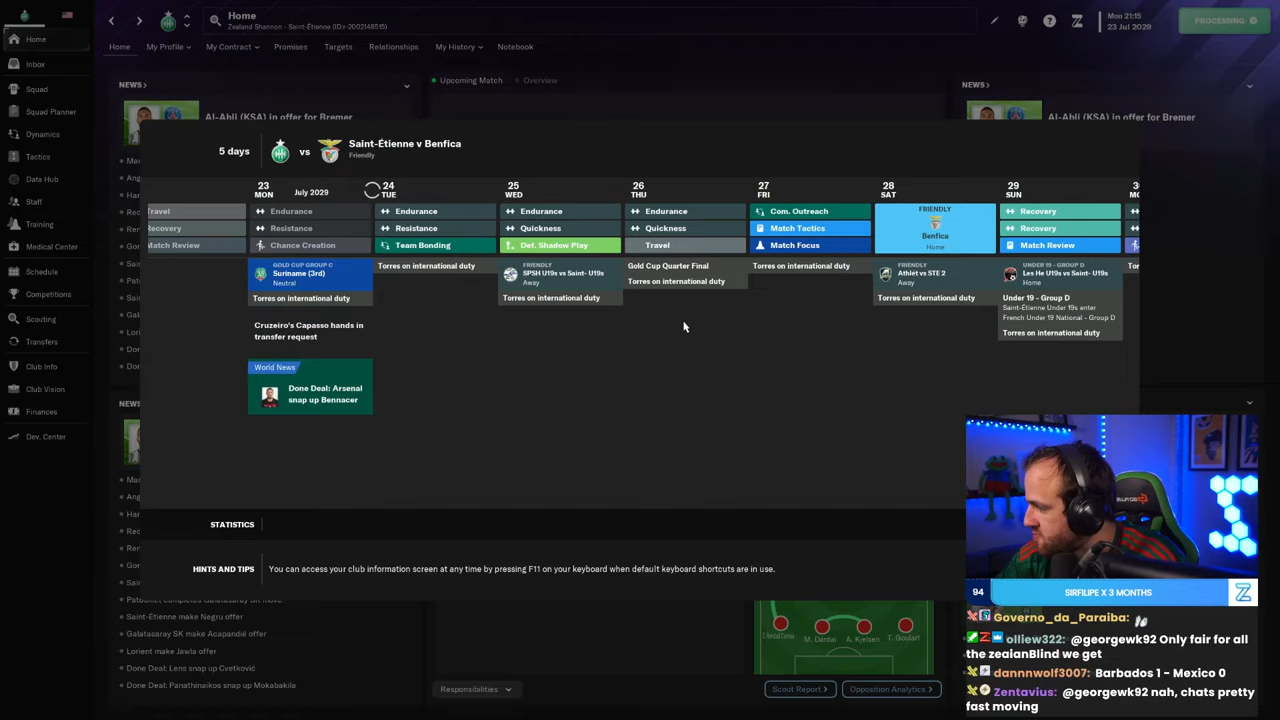 Home
Zealand Shannon - Saint-Étienne (ID:r-2002148515)
Mon 21:15
23 Jul 2029
PROCESSING
Home
My Profile
My Contract
Promises
Targets
Relationships
My History
Notebook
Home
Inbox
Squad
Squad Planner
Dynamics
Tactics
Data Hub
Staff
Training
Medical Center
Schedule
Competitions
Scouting
Transfers
Club Info
Club Vision
Finances
Dev. Center
NEWS
Al-Ahli (KSA) in offer for Bremer
Upcoming Match
Overview
NEWS
Al-Ahli (KSA) in offer for Bremer
5 days
vs
Saint-Étienne v Benfica
Friendly
23
MON
July 2029
24
TUE
25
WED
26
THU
27
FRI
28
SAT
29
SUN
Travel
Endurance
Endurance
Endurance
Endurance
Com. Outreach
FRIENDLY
Benfica
Home
Recovery
Recovery
Resistance
Resistance
Quickness
Quickness
Match Tactics
Recovery
Match Review
Chance Creation
Team Bonding
Def. Shadow Play
Travel
Match Focus
Match Review
GOLD CUP GROUP C
Suriname (3rd)
Neutral
Torres on international duty
Torres on international duty
FRIENDLY
SPSH U19s vs Saint- U19s
Away
Torres on international duty
Gold Cup Quarter Final
Torres on international duty
Torres on international duty
FRIENDLY
Athlét vs STE 2
Away
Torres on international duty
UNDER 19 - GROUP D
Les He U19s vs Saint- U19s
Home
Under 19 - Group D
Saint-Étienne Under 19s enter
French Under 19 National - Group D
Torres on international duty
Cruzeiro's Capasso hands in
transfer request
World News
Done Deal: Arsenal
snap up Bennacer
NEWS
STATISTICS
HINTS AND TIPS
You can access your club information screen at any time by pressing F11 on your keyboard when default keyboard shortcuts are in use.
Saint-Étienne make Negru offer
Galatasaray SK make Acapandié offer
Lorient make Jawla offer
Done Deal: Lens snap up Cvetković
Done Deal: Panathinaikos snap up Mokabakila
M. Dárdai
A. Kjelsen
T. Goulart
Responsibilities
Scout Report
Opposition Analytics
94
SIRFILIPE X 3 MONTHS
Governo_da_Paraiba:
olliew322: @georgewk92 Only fair for all
the zealanBlind we get
dannnwolf3007: Barbados 1 - Mexico 0
Zentavius: @georgewk92 nah, chats pretty
fast moving